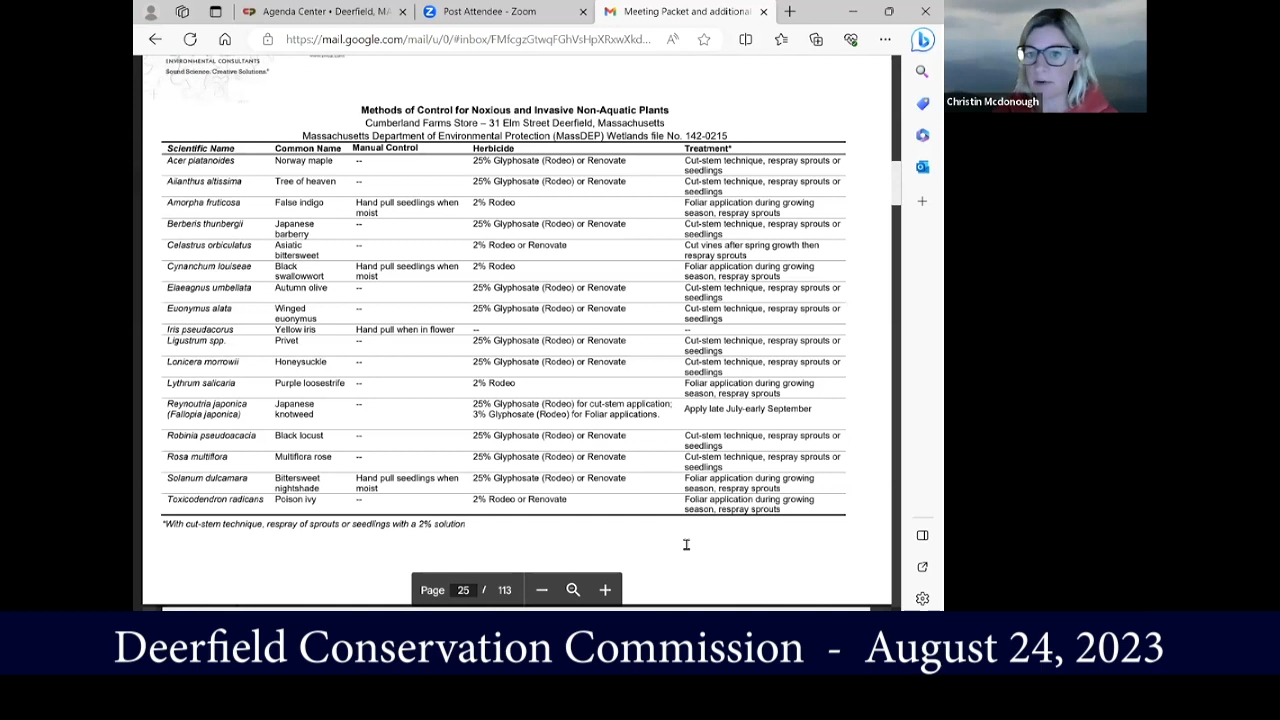 Agenda Center • Deerfield, MA
Post Attendee - Zoom
Meeting Packet and additional
https://mail.google.com/mail/u/0/#inbox/FMfcgzGtwqFGhVsHpXRxwXkd...
ENVIRONMENTAL CONSULTANTS
Sound Science. Creative Solutions.®
Christin Mcdonough
Methods of Control for Noxious and Invasive Non-Aquatic Plants
Cumberland Farms Store – 31 Elm Street Deerfield, Massachusetts
Massachusetts Department of Environmental Protection (MassDEP) Wetlands file No. 142-0215
Scientific Name Common Name Manual Control Herbicide Treatment*
Acer platanoides Norway maple -- 25% Glyphosate (Rodeo) or Renovate Cut-stem technique, respray sprouts or
seedlings
Ailanthus altissima Tree of heaven -- 25% Glyphosate (Rodeo) or Renovate Cut-stem technique, respray sprouts or
seedlings
Amorpha fruticosa False indigo Hand pull seedlings when 2% Rodeo Foliar application during growing
moist season, respray sprouts
Berberis thunbergii Japanese -- 25% Glyphosate (Rodeo) or Renovate Cut-stem technique, respray sprouts or
barberry seedlings
Celastrus orbiculatus Asiatic -- 2% Rodeo or Renovate Cut vines after spring growth then
bittersweet respray sprouts
Cynanchum louiseae Black Hand pull seedlings when 2% Rodeo Foliar application during growing
swallowwort moist season, respray sprouts
Elaeagnus umbellata Autumn olive -- 25% Glyphosate (Rodeo) or Renovate Cut-stem technique, respray sprouts or
seedlings
Euonymus alata Winged -- 25% Glyphosate (Rodeo) or Renovate Cut-stem technique, respray sprouts or
euonymus seedlings
Iris pseudacorus Yellow iris Hand pull when in flower -- --
Ligustrum spp. Privet -- 25% Glyphosate (Rodeo) or Renovate Cut-stem technique, respray sprouts or
seedlings
Lonicera morrowii Honeysuckle -- 25% Glyphosate (Rodeo) or Renovate Cut-stem technique, respray sprouts or
seedlings
Lythrum salicaria Purple loosestrife -- 2% Rodeo Foliar application during growing
season, respray sprouts
Reynoutria japonica Japanese -- 25% Glyphosate (Rodeo) for cut-stem application; Apply late July-early September
(Fallopia japonica) knotweed 3% Glyphosate (Rodeo) for Foliar applications.
Robinia pseudoacacia Black locust -- 25% Glyphosate (Rodeo) or Renovate Cut-stem technique, respray sprouts or
seedlings
Rosa multiflora Multiflora rose -- 25% Glyphosate (Rodeo) or Renovate Cut-stem technique, respray sprouts or
seedlings
Solanum dulcamara Bittersweet Hand pull seedlings when 25% Glyphosate (Rodeo) or Renovate Foliar application during growing
nightshade moist season, respray sprouts
Toxicodendron radicans Poison ivy -- 2% Rodeo or Renovate Foliar application during growing
season, respray sprouts
*With cut-stem technique, respray of sprouts or seedlings with a 2% solution
Page 25 / 113
Deerfield Conservation Commission - August 24, 2023